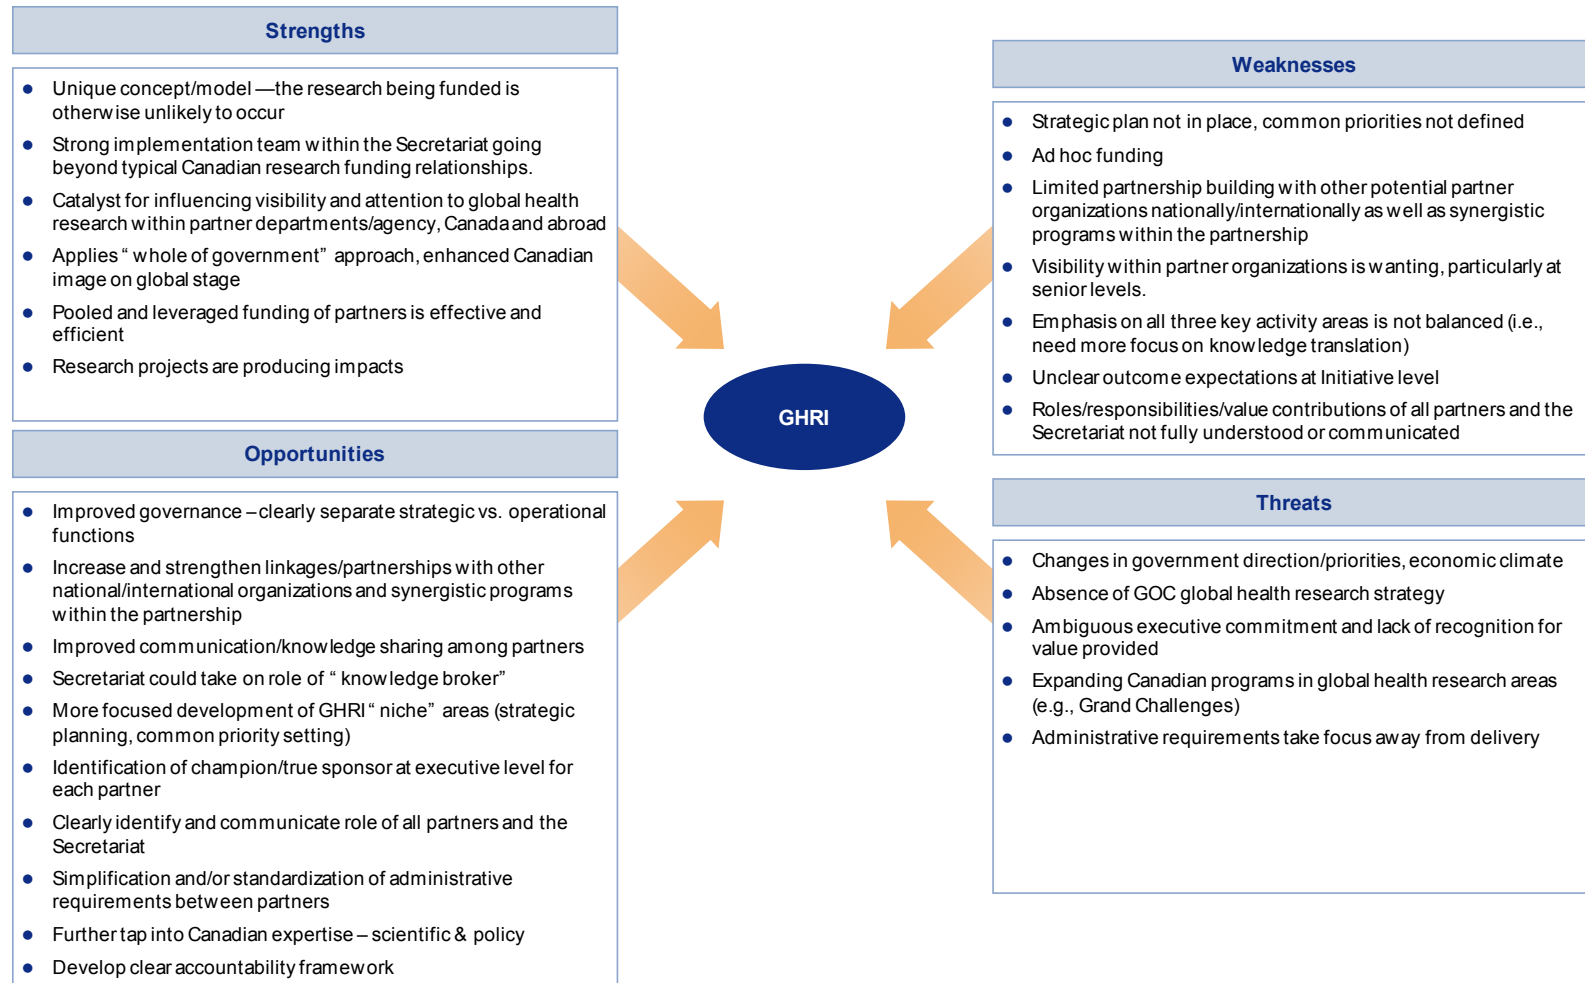 Strengths
Unique concept/model —the research being funded is
otherwise unlikely to occur
Strong implementation team within the Secretariat going
beyond typical Canadian research funding relationships.
Catalyst for influencing visibility and attention to global health
research within partner departments/agency, Canada and abroad
Applies “ whole of government” approach, enhanced Canadian
image on global stage
Pooled and leveraged funding of partners is effective and
efficient
Research projects are producing impacts
Weaknesses
Strategic plan not in place, common priorities not defined
Ad hoc funding
Limited partnership building with other potential partner
organizations nationally/internationally as well as synergistic
programs within the partnership
Visibility within partner organizations is wanting, particularly at
senior levels.
Emphasis on all three key activity areas is not balanced (i.e.,
need more focus on knowledge translation)
Unclear outcome expectations at Initiative level
Roles/responsibilities/value contributions of all partners and the
Secretariat not fully understood or communicated
GHRI
Opportunities
Improved governance – clearly separate strategic vs. operational
functions
Increase and strengthen linkages/partnerships with other
national/international organizations and synergistic programs
within the partnership
Improved communication/knowledge sharing among partners
Secretariat could take on role of “ knowledge broker”
More focused development of GHRI “ niche” areas (strategic
planning, common priority setting)
Identification of champion/true sponsor at executive level for
each partner
Clearly identify and communicate role of all partners and the
Secretariat
Simplification and/or standardization of administrative
requirements between partners
Further tap into Canadian expertise – scientific & policy
Develop clear accountability framework
Threats
Changes in government direction/priorities, economic climate
Absence of GOC global health research strategy
Ambiguous executive commitment and lack of recognition for
value provided
Expanding Canadian programs in global health research areas
(e.g., Grand Challenges)
Administrative requirements take focus away from delivery